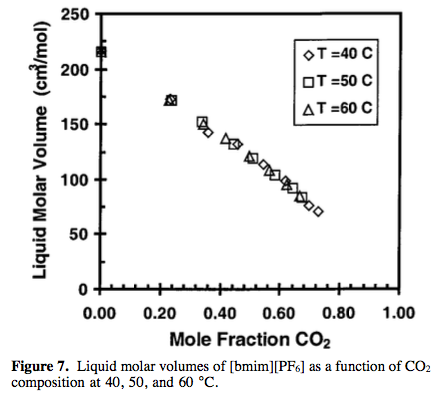 250
200
150
100
50
0
Liquid Molar Volume (cm³/mol)
T =40 C
T =50 C
T =60 C
0.00 0.20 0.40 0.60 0.80 1.00
Mole Fraction CO₂
Figure 7. Liquid molar volumes of [bmim][PF₆] as a function of CO₂
composition at 40, 50, and 60 °C.